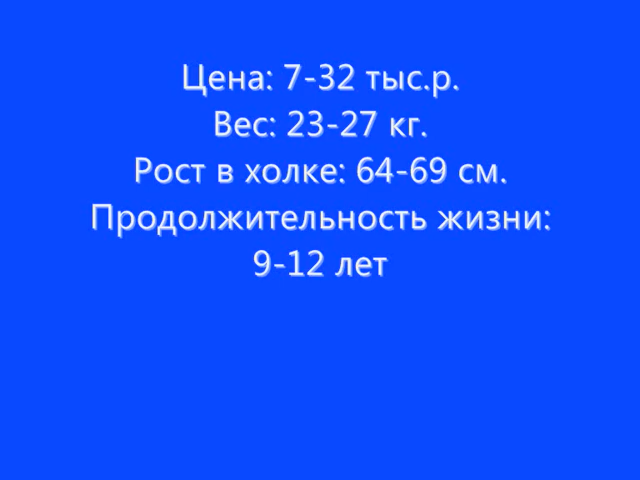 Цена: 7-32 тыс.р.
Вес: 23-27 кг.
Рост в холке: 64-69 см.
Продолжительность жизни:
9-12 лет